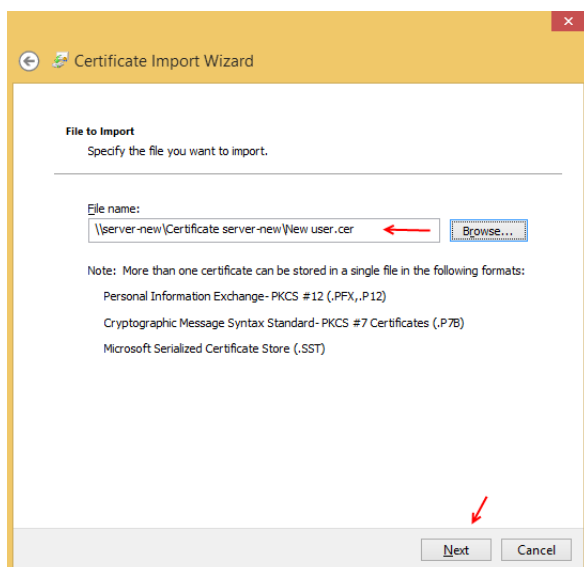 Certificate Import Wizard
File to Import
Specify the file you want to import.
File name:
\\server-new\Certificate server-new\New user.cer
Browse...
Note: More than one certificate can be stored in a single file in the following formats:
Personal Information Exchange- PKCS #12 (.PFX,.P12)
Cryptographic Message Syntax Standard- PKCS #7 Certificates (.P7B)
Microsoft Serialized Certificate Store (.SST)
Next
Cancel